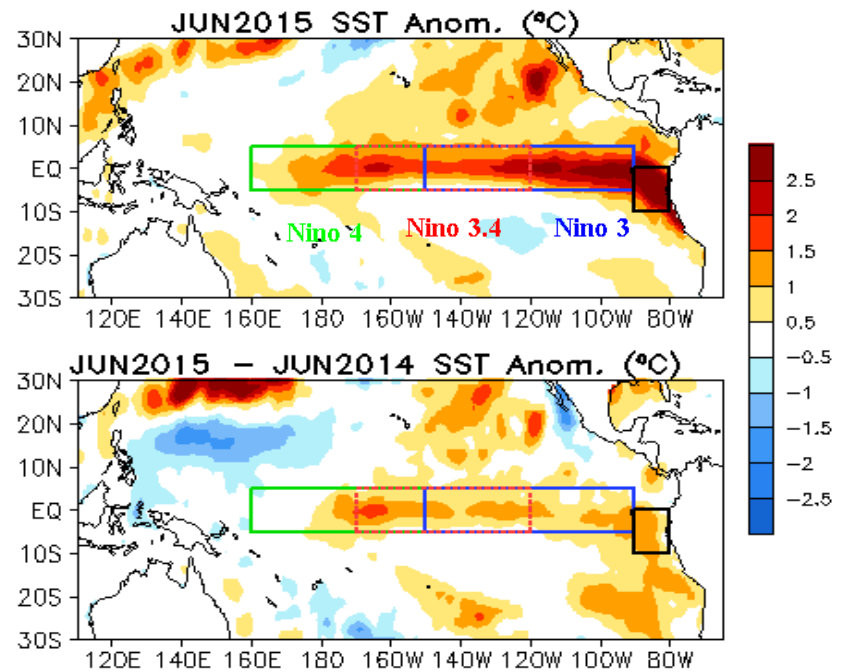 JUN2015 SST Anom. (ºC)
30N
20N
10N
EQ
10S
20S
30S
Nino 4 Nino 3.4 Nino 3
120E 140E 160E 180 160W 140W 120W 100W 80W
JUN2015 – JUN2014 SST Anom. (ºC)
30N
20N
10N
EQ
10S
20S
30S
120E 140E 160E 180 160W 140W 120W 100W 80W
2.5
2
1.5
1
0.5
−0.5
−1
−1.5
−2
−2.5